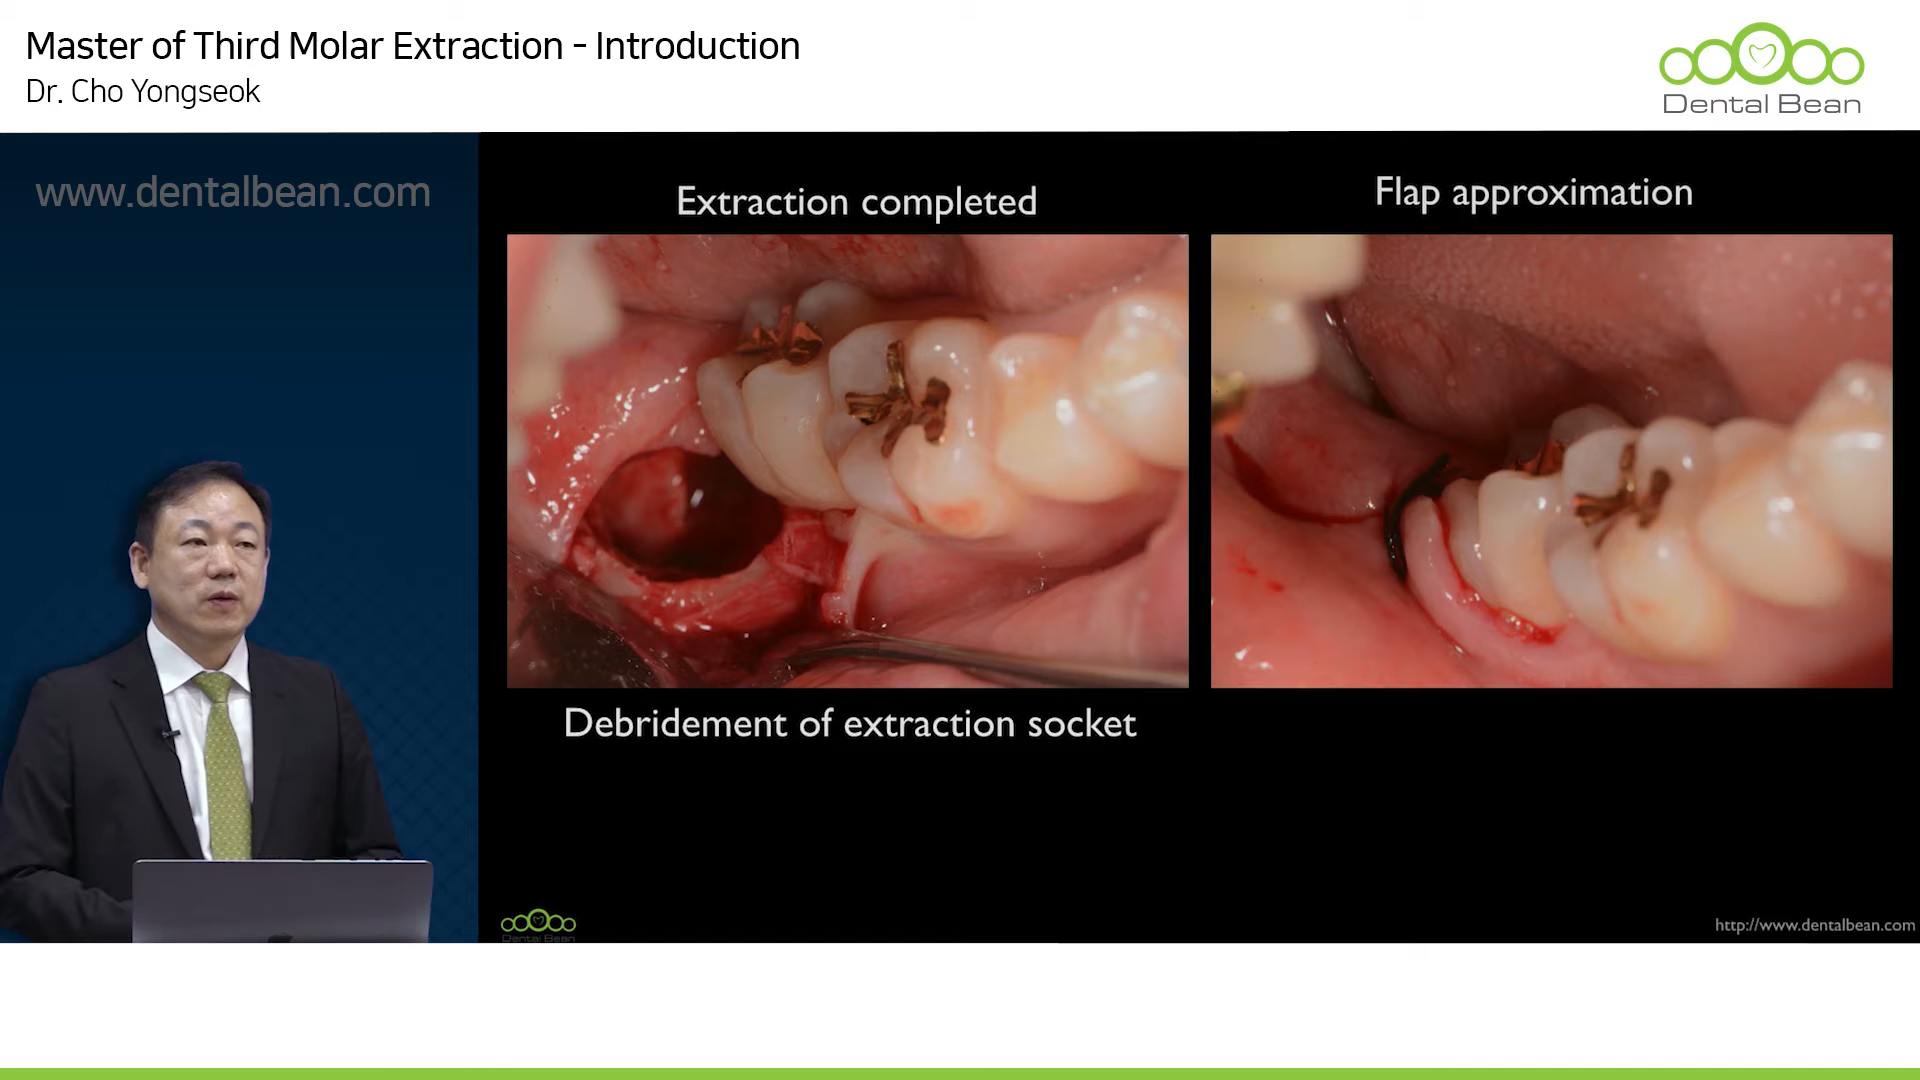 Master of Third Molar Extraction - Introduction
Dr. Cho Yongseok
Dental Bean
www.dentalbean.com
Extraction completed
Flap approximation
Debridement of extraction socket
Dental Bean
http://www.dentalbean.com